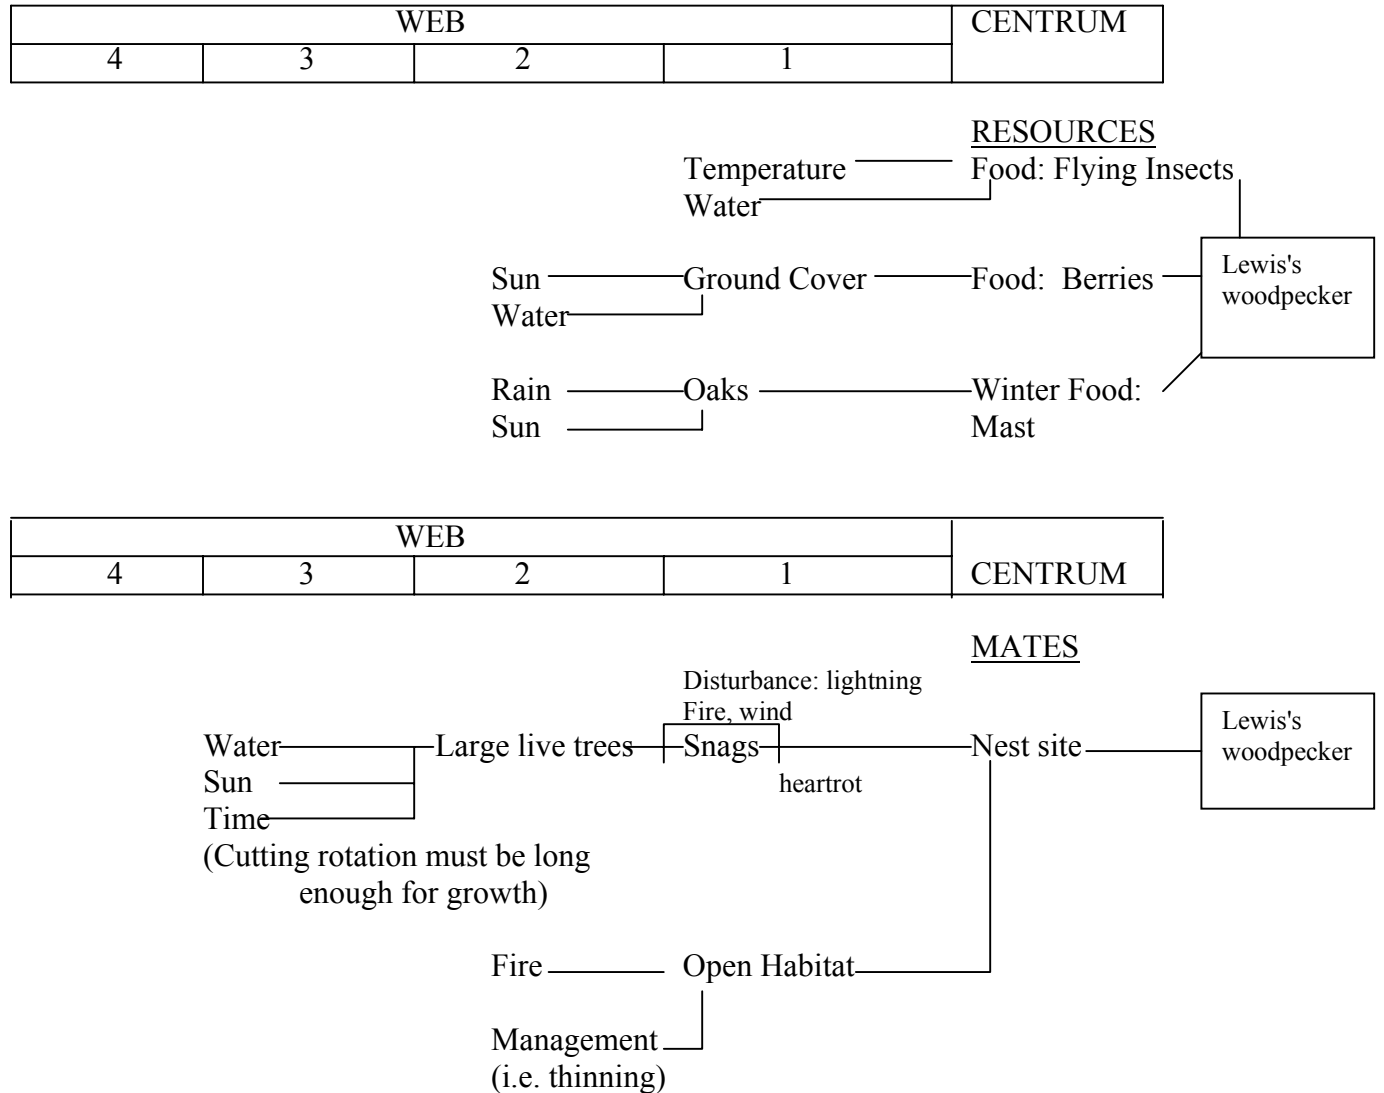 WEB CENTRUM
4 3 2 1
RESOURCES
Temperature Food: Flying Insects
Water
Sun Ground Cover Food: Berries
Water
Lewis's
woodpecker
Rain Oaks Winter Food:
Sun Mast
WEB
4 3 2 1 CENTRUM
MATES
Disturbance: lightning
Fire, wind
Water Large live trees Snags Nest site
Lewis's
woodpecker
Sun heartrot
Time
(Cutting rotation must be long
enough for growth)
Fire Open Habitat
Management
(i.e. thinning)